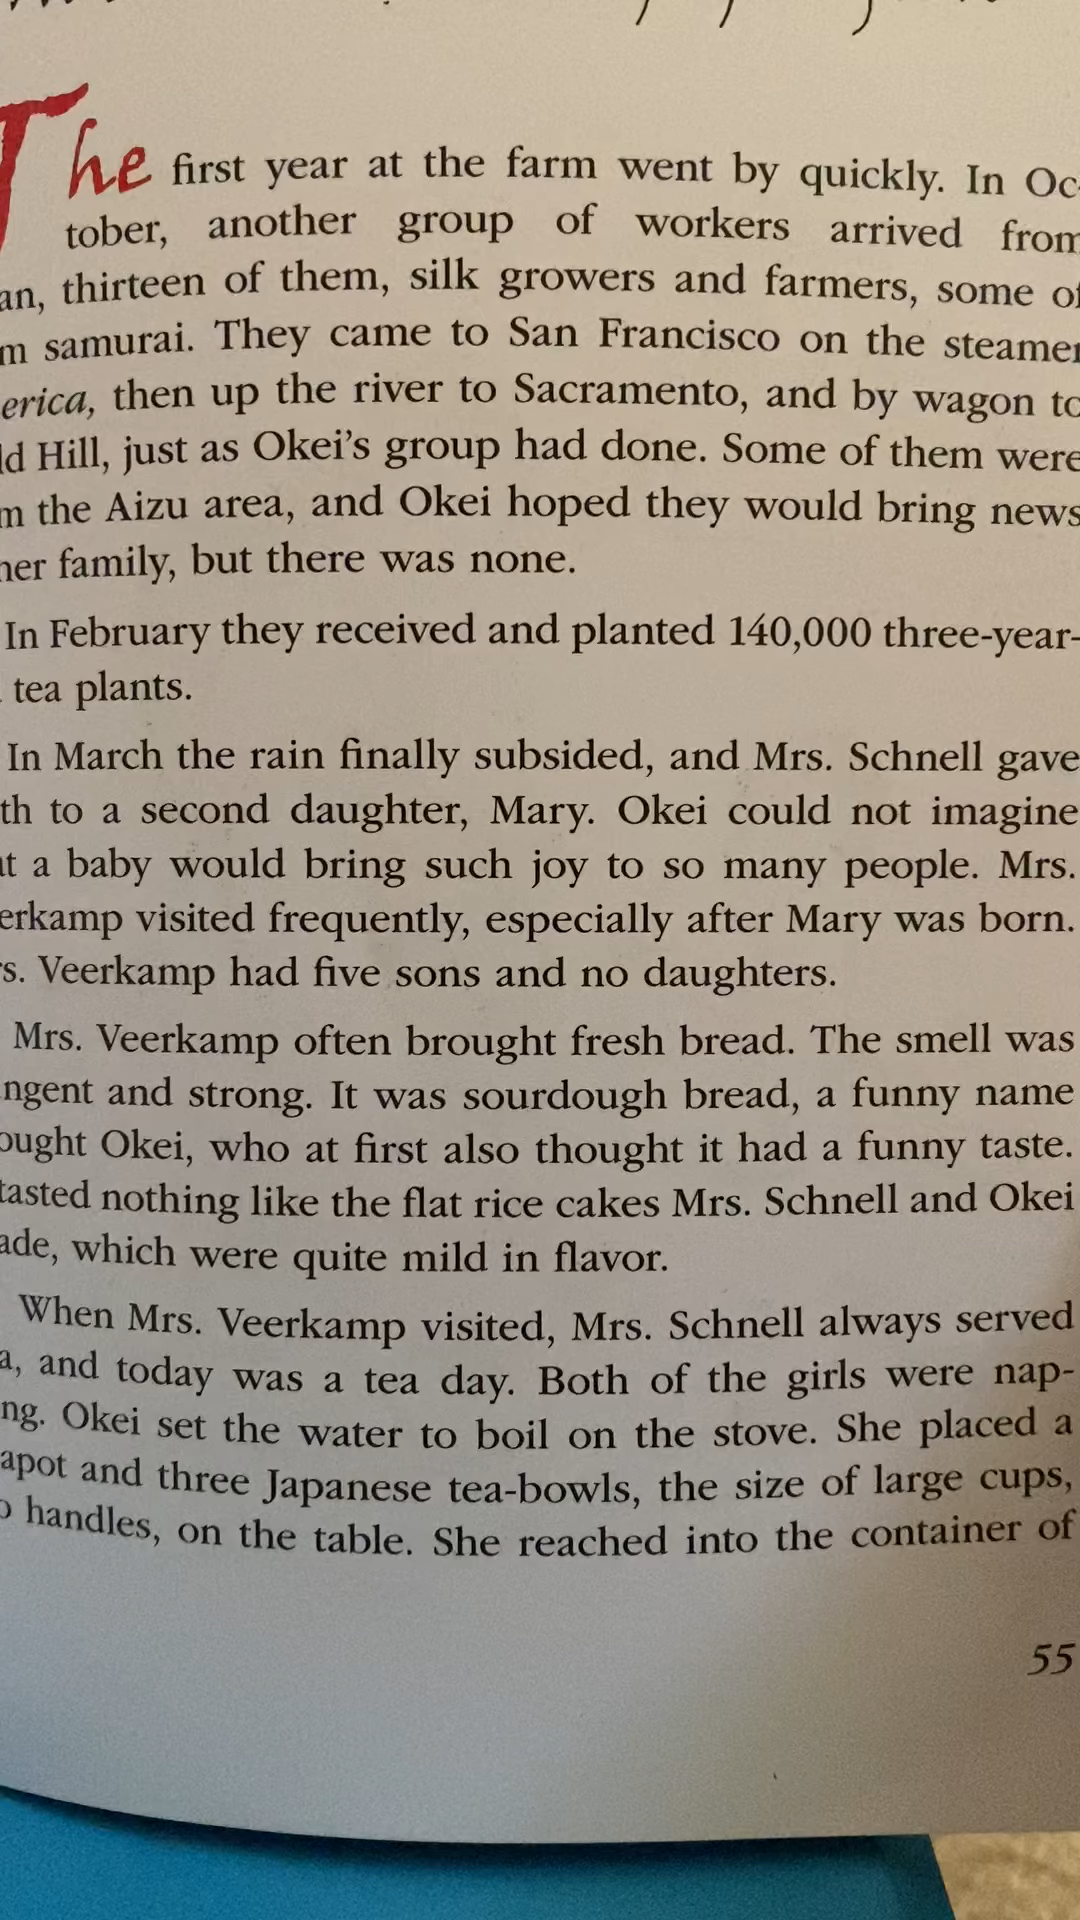 The first year at the farm went by quickly. In Oc-
tober, another group of workers arrived from
an, thirteen of them, silk growers and farmers, some of
m samurai. They came to San Francisco on the steamer
erica, then up the river to Sacramento, and by wagon to
ld Hill, just as Okei's group had done. Some of them were
m the Aizu area, and Okei hoped they would bring news
her family, but there was none.
In February they received and planted 140,000 three-year-
tea plants.
In March the rain finally subsided, and Mrs. Schnell gave
th to a second daughter, Mary. Okei could not imagine
at a baby would bring such joy to so many people. Mrs.
erkamp visited frequently, especially after Mary was born.
s. Veerkamp had five sons and no daughters.
Mrs. Veerkamp often brought fresh bread. The smell was
ngent and strong. It was sourdough bread, a funny name
ought Okei, who at first also thought it had a funny taste.
tasted nothing like the flat rice cakes Mrs. Schnell and Okei
ade, which were quite mild in flavor.
When Mrs. Veerkamp visited, Mrs. Schnell always served
a, and today was a tea day. Both of the girls were nap-
ng. Okei set the water to boil on the stove. She placed a
apot and three Japanese tea-bowls, the size of large cups,
o handles, on the table. She reached into the container of
55